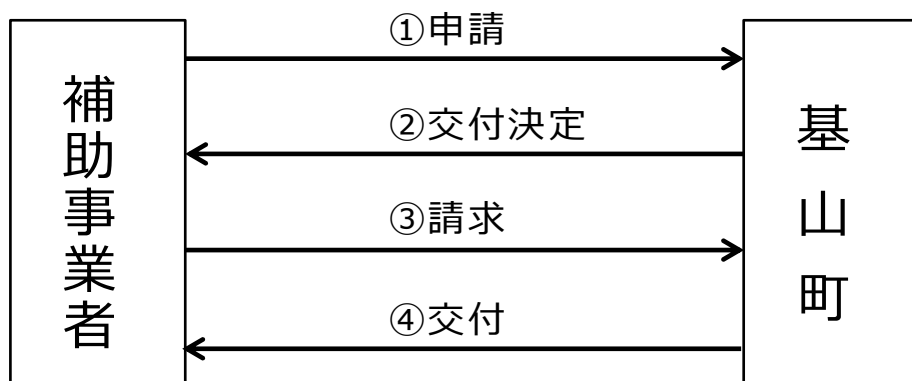 補助事業者
①申請
②交付決定
③請求
④交付
基山町